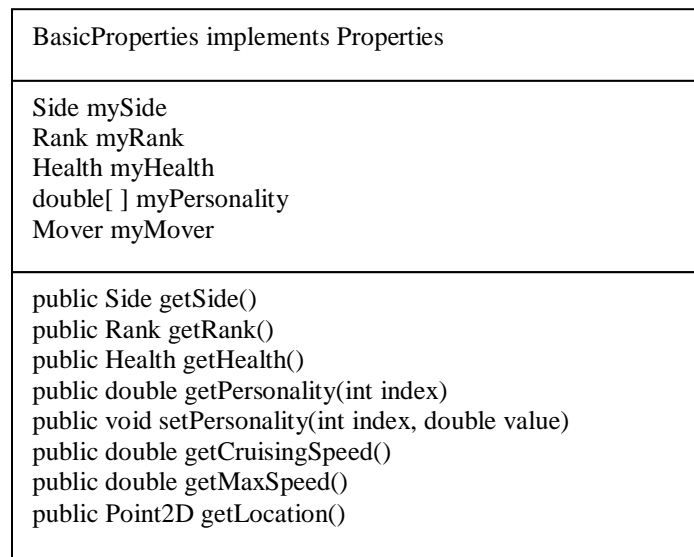 BasicProperties implements Properties
Side mySide
Rank myRank
Health myHealth
double[ ] myPersonality
Mover myMover
public Side getSide()
public Rank getRank()
public Health getHealth()
public double getPersonality(int index)
public void setPersonality(int index, double value)
public double getCruisingSpeed()
public double getMaxSpeed()
public Point2D getLocation()